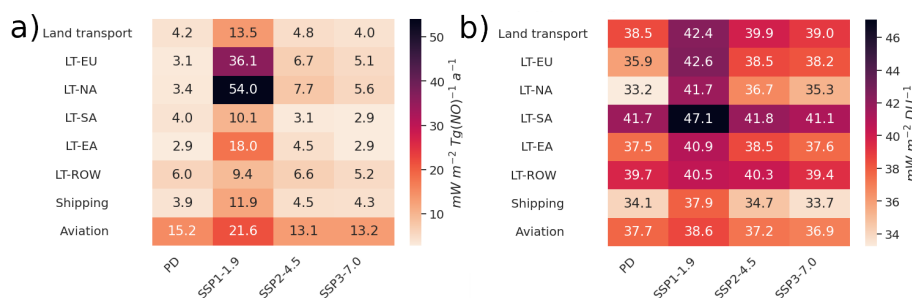 a)
Land transport 4.2 13.5 4.8 4.0
LT-EU 3.1 36.1 6.7 5.1
LT-NA 3.4 54.0 7.7 5.6
LT-SA 4.0 10.1 3.1 2.9
LT-EA 2.9 18.0 4.5 2.9
LT-ROW 6.0 9.4 6.6 5.2
Shipping 3.9 11.9 4.5 4.3
Aviation 15.2 21.6 13.1 13.2
PD SSP1-1.9 SSP2-4.5 SSP3-7.0
50
40
30
20
10
mW m⁻² Tg(NO)⁻¹ a⁻¹
b)
Land transport 38.5 42.4 39.9 39.0
LT-EU 35.9 42.6 38.5 38.2
LT-NA 33.2 41.7 36.7 35.3
LT-SA 41.7 47.1 41.8 41.1
LT-EA 37.5 40.9 38.5 37.6
LT-ROW 39.7 40.5 40.3 39.4
Shipping 34.1 37.9 34.7 33.7
Aviation 37.7 38.6 37.2 36.9
PD SSP1-1.9 SSP2-4.5 SSP3-7.0
46
44
42
40
38
36
34
mW m⁻² DU⁻¹